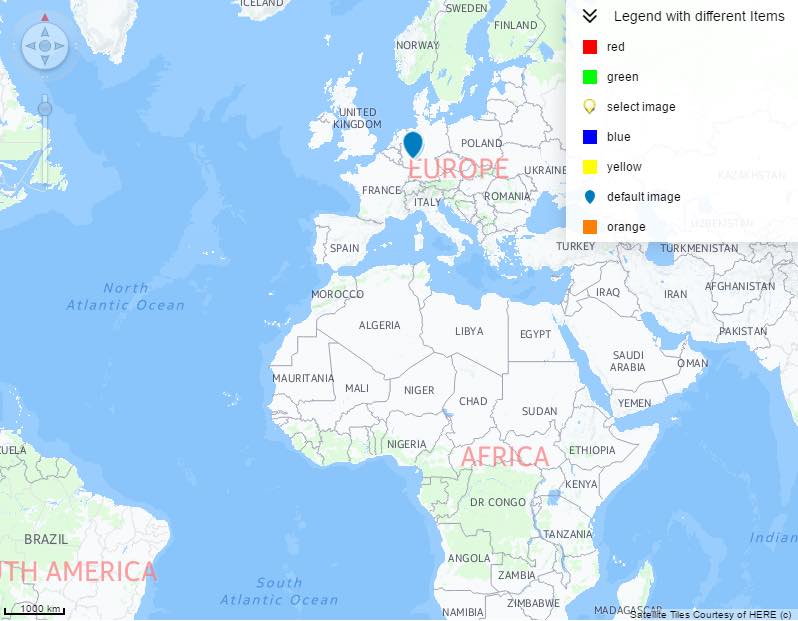 ICELAND
SWEDEN
FINLAND
NORWAY
Legend with different Items
red
green
select image
blue
yellow
default image
orange
UNITED
KINGDOM
POLAND
EUROPE
UKRAINE
KAZAKHSTAN
FRANCE
ITALY
ROMANIA
UZBEKISTAN
SPAIN
TURKEY
TURKMENISTAN
North
Atlantic Ocean
MOROCCO
IRAQ
IRAN
AFGHANISTAN
ALGERIA
LIBYA
EGYPT
PAKISTAN
SAUDI
ARABIA
OMAN
MAURITANIA
MALI
NIGER
CHAD
SUDAN
YEMEN
NIGERIA
AFRICA
ETHIOPIA
UELA
KENYA
DR CONGO
BRAZIL
TANZANIA
Indian
UTH AMERICA
ANGOLA
ZAMBIA
South
Atlantic Ocean
1000 km
NAMIBIA
ZIMBABWE
MADAGASCAR
Satellite Tiles Courtesy of HERE (c)